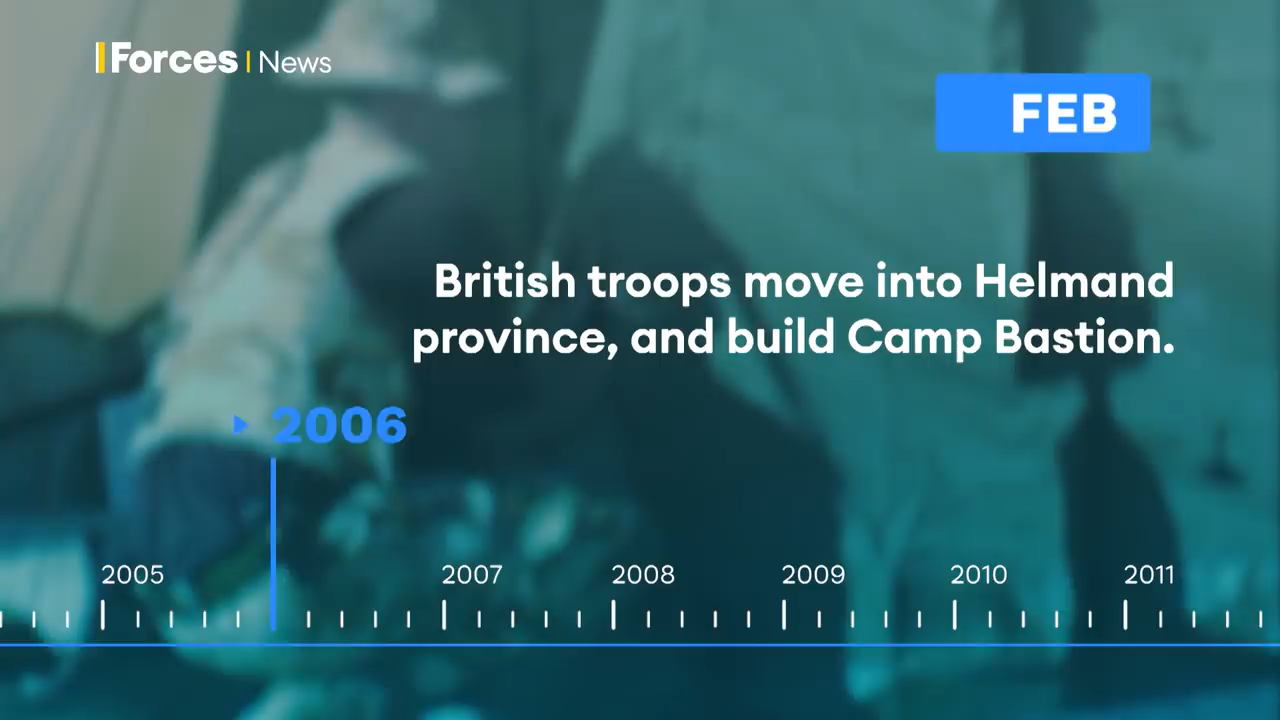 Forces News
FEB
British troops move into Helmand
province, and build Camp Bastion.
2006
2005 2007 2008 2009 2010 2011